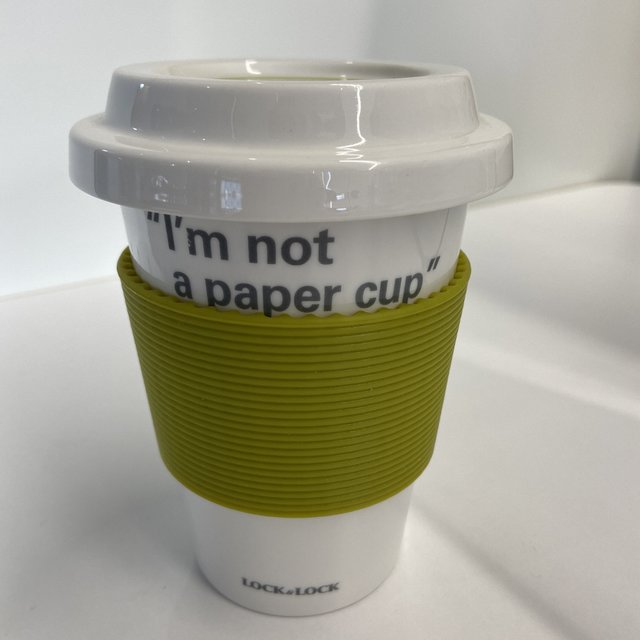 "I'm not
a paper cup"
LOCK&LOCK